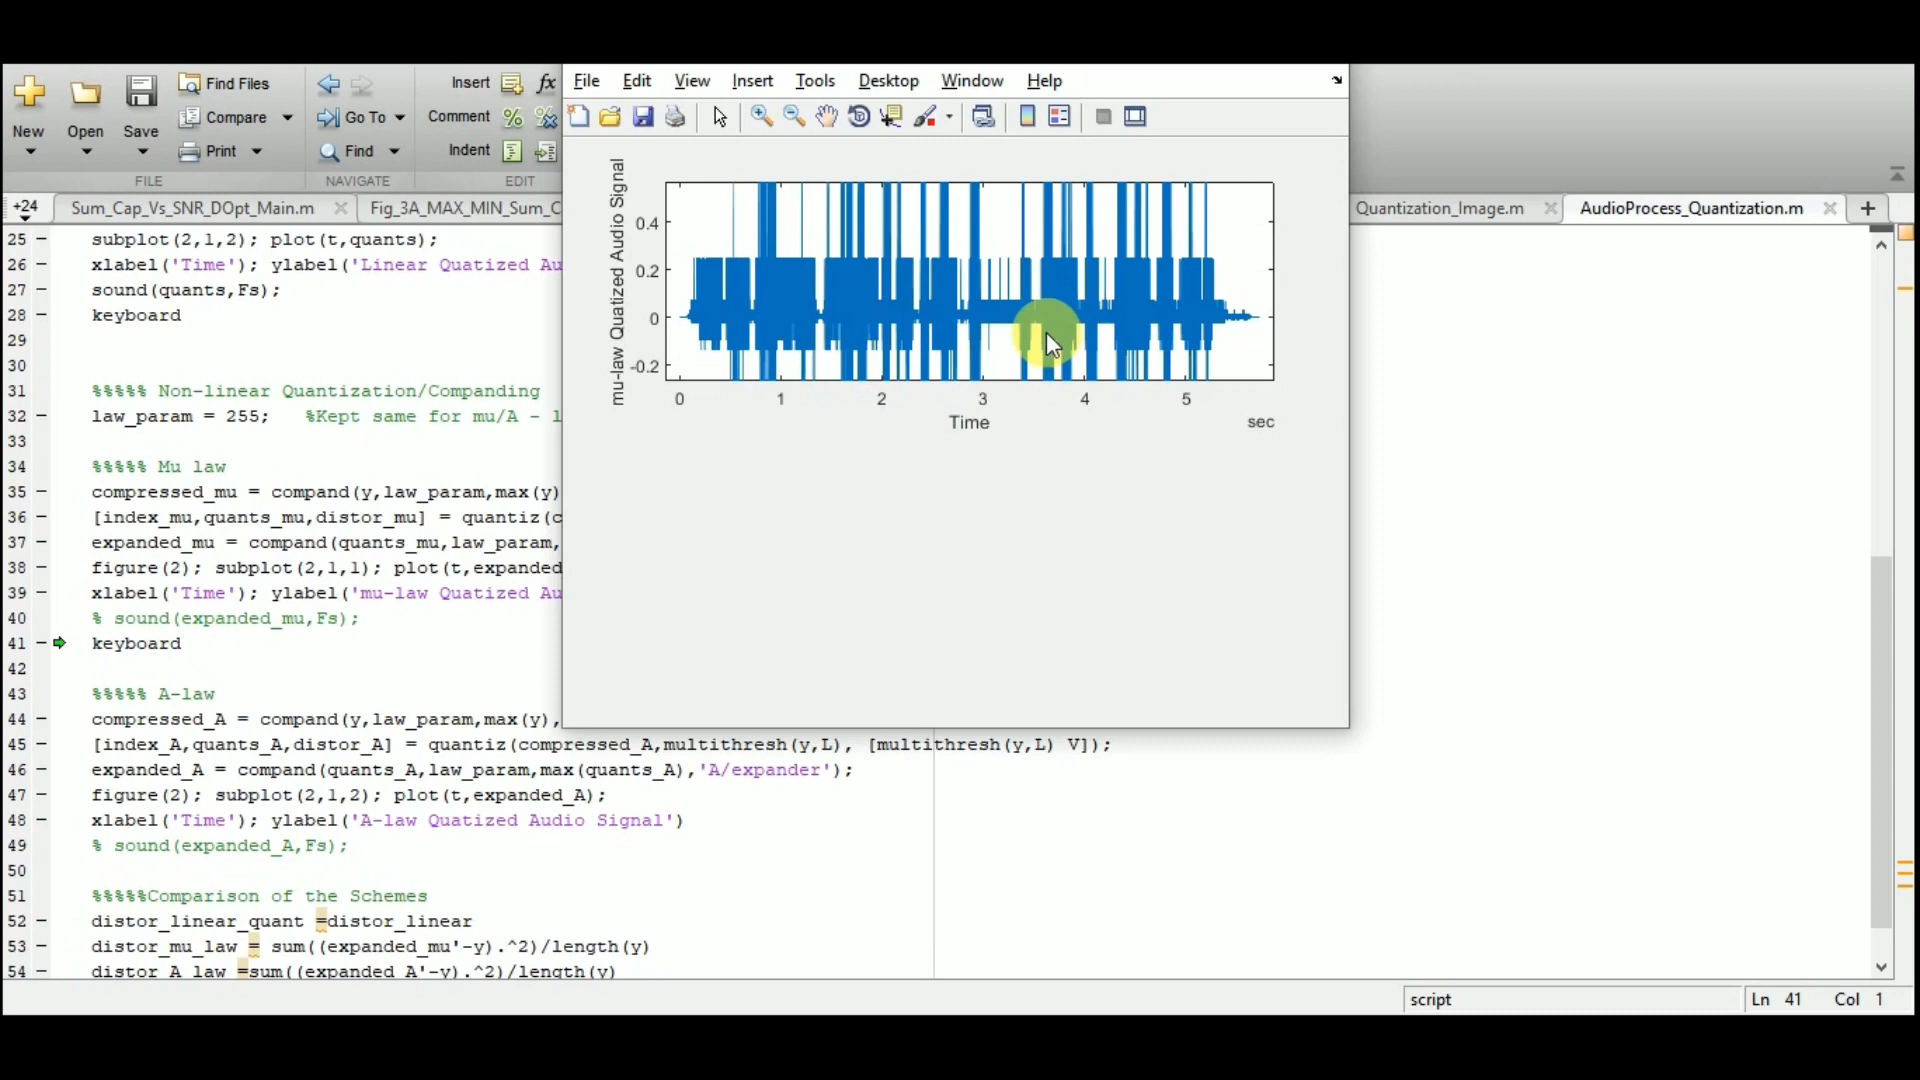 New
Open
Save
Find Files
Compare
Print
FILE
Go To
Find
NAVIGATE
Insert
Comment
Indent
fx
EDIT
File Edit View Insert Tools Desktop Window Help
+24
Sum_Cap_Vs_SNR_DOpt_Main.m
Fig_3A_MAX_MIN_Sum_C
Quantization_Image.m
AudioProcess_Quantization.m
25 – subplot(2,1,2); plot(t,quants);
26 – xlabel('Time'); ylabel('Linear Quatized Au
27 – sound(quants,Fs);
28 – keyboard
29
30
31 %%%%% Non-linear Quantization/Companding
32 – law_param = 255; %Kept same for mu/A - l
33
34 %%%%% Mu law
35 – compressed_mu = compand(y,law_param,max(y)
36 – [index_mu,quants_mu,distor_mu] = quantiz(c
37 – expanded_mu = compand(quants_mu,law_param,
38 – figure(2); subplot(2,1,1); plot(t,expanded
39 – xlabel('Time'); ylabel('mu-law Quatized Au
40 % sound(expanded_mu,Fs);
41 – keyboard
42
43 %%%%% A-law
44 – compressed_A = compand(y,law_param,max(y),
45 – [index_A,quants_A,distor_A] = quantiz(compressed_A,multithresh(y,L), [multithresh(y,L) V]);
46 – expanded_A = compand(quants_A,law_param,max(quants_A),'A/expander');
47 – figure(2); subplot(2,1,2); plot(t,expanded_A);
48 – xlabel('Time'); ylabel('A-law Quatized Audio Signal')
49 % sound(expanded_A,Fs);
50
51 %%%%%Comparison of the Schemes
52 – distor_linear_quant =distor_linear
53 – distor_mu_law = sum((expanded_mu'-y).^2)/length(y)
54 – distor_A_law =sum((expanded_A'-y).^2)/length(y)
mu-law Quatized Audio Signal
0.4
0.2
0
-0.2
0 1 2 3 4 5
Time
sec
script
Ln 41 Col 1